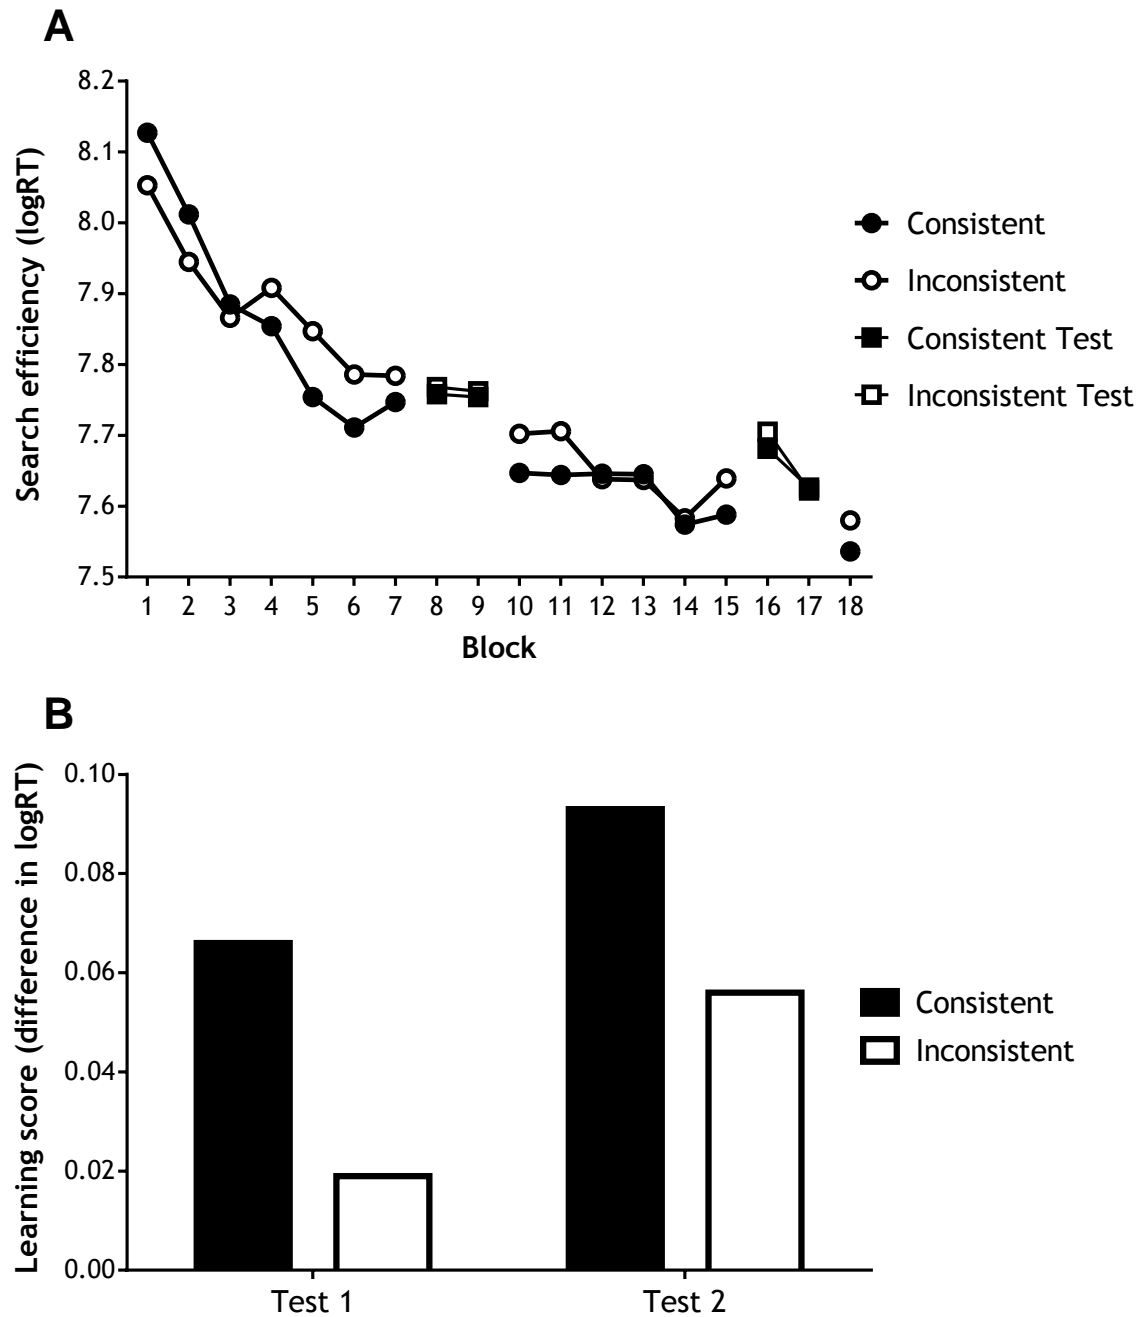 A
Search efficiency (logRT)
8.2
8.1
8.0
7.9
7.8
7.7
7.6
7.5
1 2 3 4 5 6 7 8 9 10 11 12 13 14 15 16 17 18
Block
Consistent
Inconsistent
Consistent Test
Inconsistent Test
B
Learning score (difference in logRT)
0.10
0.08
0.06
0.04
0.02
0.00
Test 1 Test 2
Consistent
Inconsistent